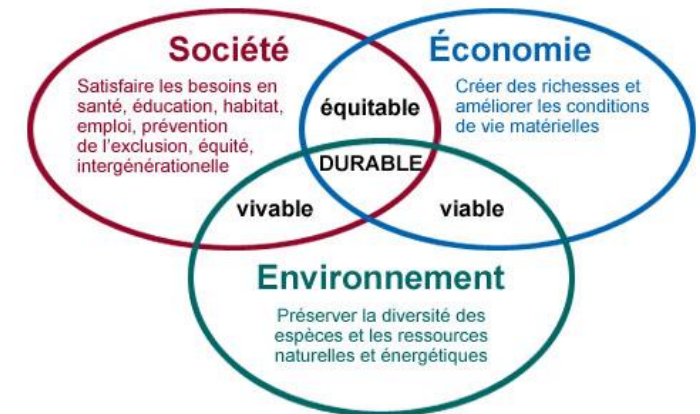 Société
Satisfaire les besoins en
santé, éducation, habitat,
emploi, prévention
de l'exclusion, équité,
intergénérationelle
Économie
Créer des richesses et
améliorer les conditions
de vie matérielles
équitable
DURABLE
vivable
viable
Environnement
Préserver la diversité des
espèces et les ressources
naturelles et énergétiques